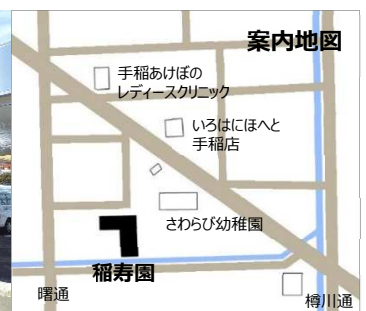 案内地図
手稲あけぼの
レディースクリニック
いろはにほへと
手稲店
さわらび幼稚園
稲寿園
曙通
樽川通